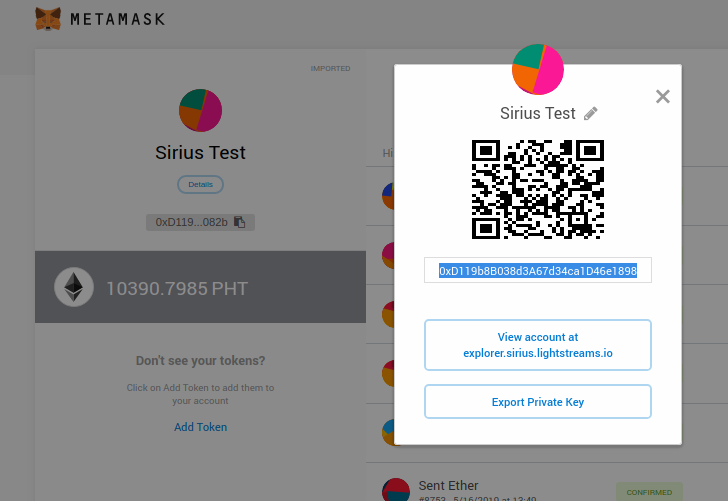 METAMASK
IMPORTED
Sirius Test
Details
0xD119...082b
10390.7985 PHT
Don't see your tokens?
Click on Add Token to add them to
your account
Add Token
Hi
Sirius Test
0xD119b8B038d3A67d34ca1D46e1898
View account at
explorer.sirius.lightstreams.io
Export Private Key
Sent Ether
#8753 - 5/16/2019 at 13:49
CONFIRMED